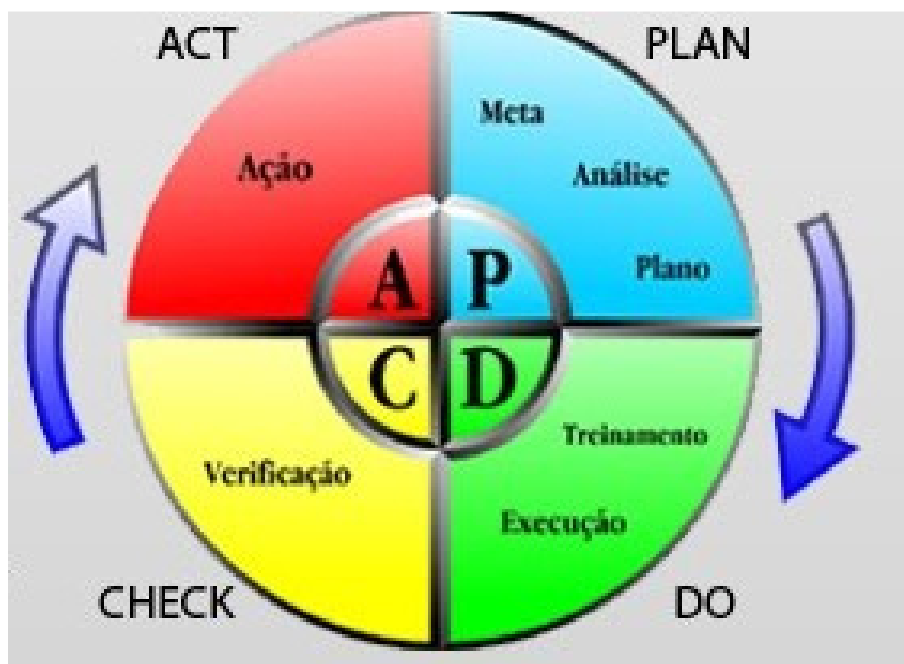 ACT
PLAN
Meta
Ação
Análise
Plano
A P
C D
Treinamento
Verificação
Execução
CHECK
DO